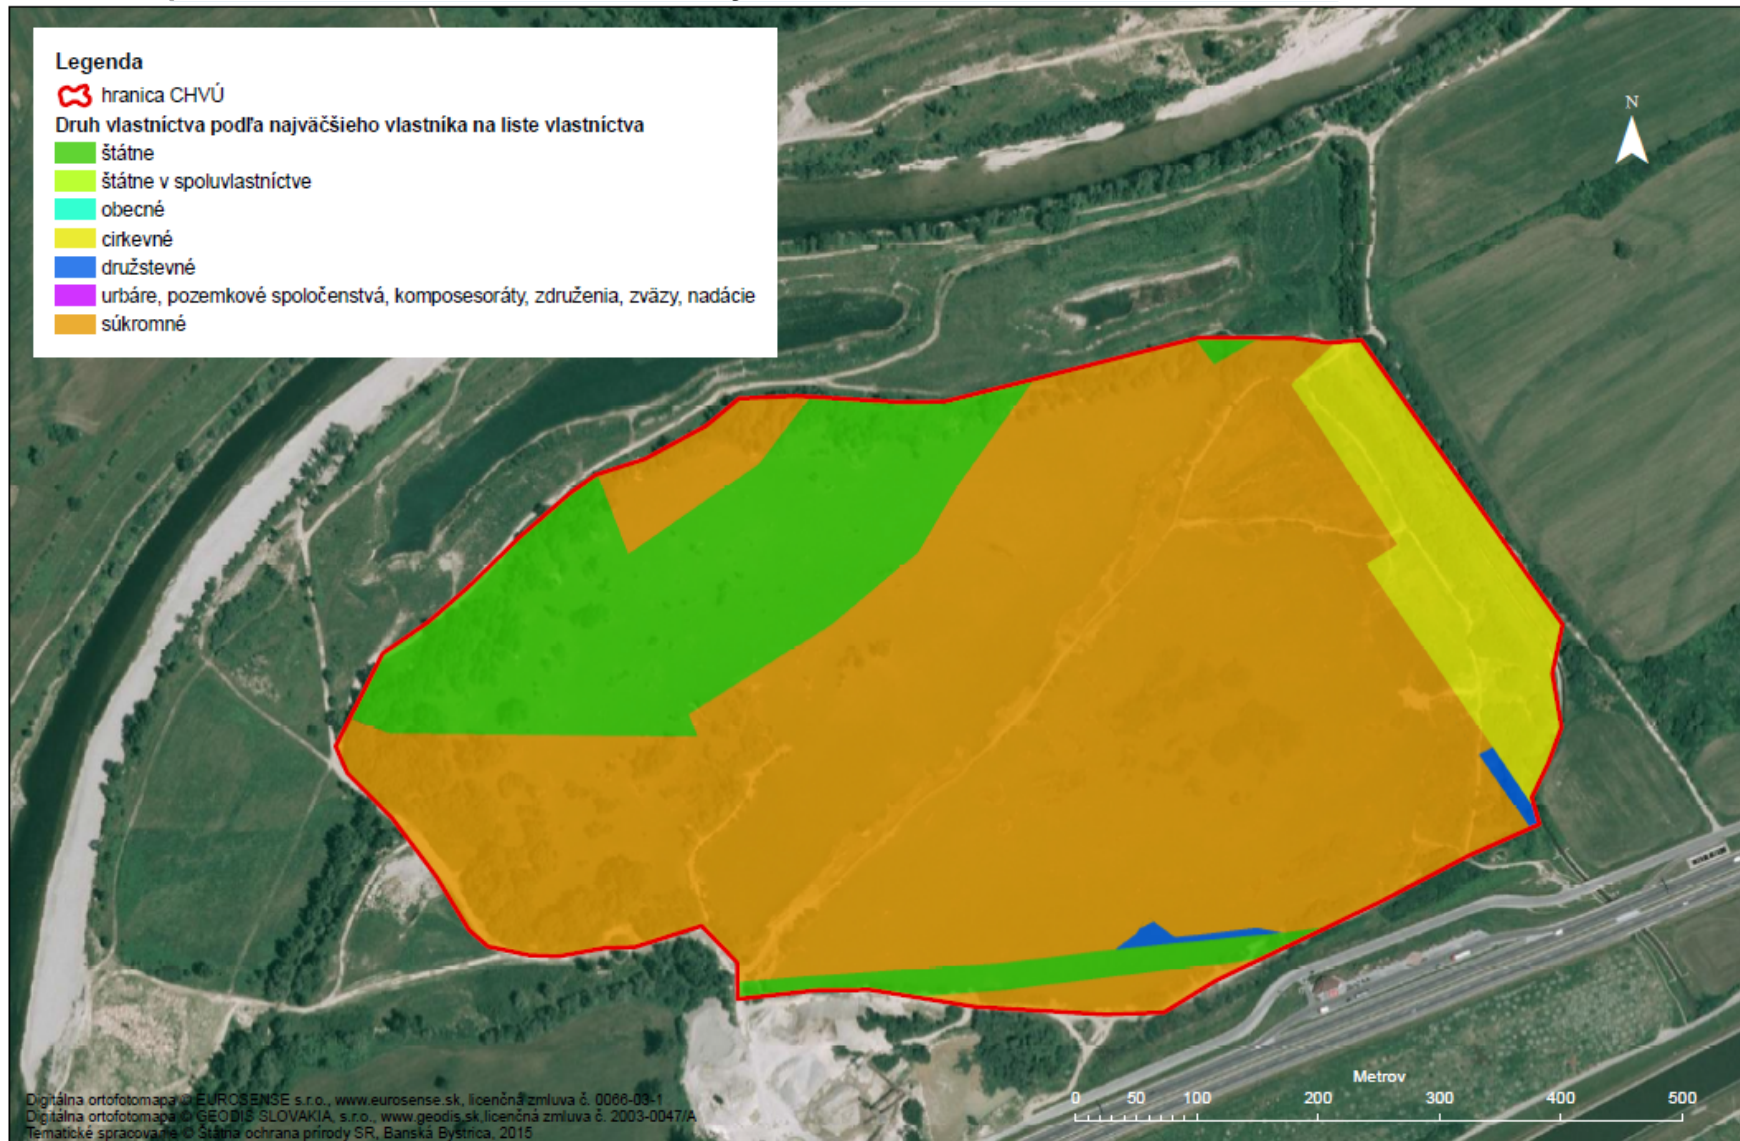 Legenda
hranica CHVÚ
Druh vlastníctva podľa najväčšieho vlastníka na liste vlastníctva
štátne
štátne v spoluvlastníctve
obecné
cirkevné
družstevné
urbáre, pozemkové spoločenstvá, komposesoráty, združenia, zväzy, nadácie
súkromné
N
Metrov
0 50 100 200 300 400 500
Digitálna ortofotomapa © EUROSENSE s.r.o., www.eurosense.sk, licenčná zmluva č. 0066-03-1
Digitálna ortofotomapa © GEODIS SLOVAKIA, s.r.o., www.geodis.sk,licenčná zmluva č. 2003-0047/A
Tematické spracovanie © Štátna ochrana prírody SR, Banská Bystrica, 2015